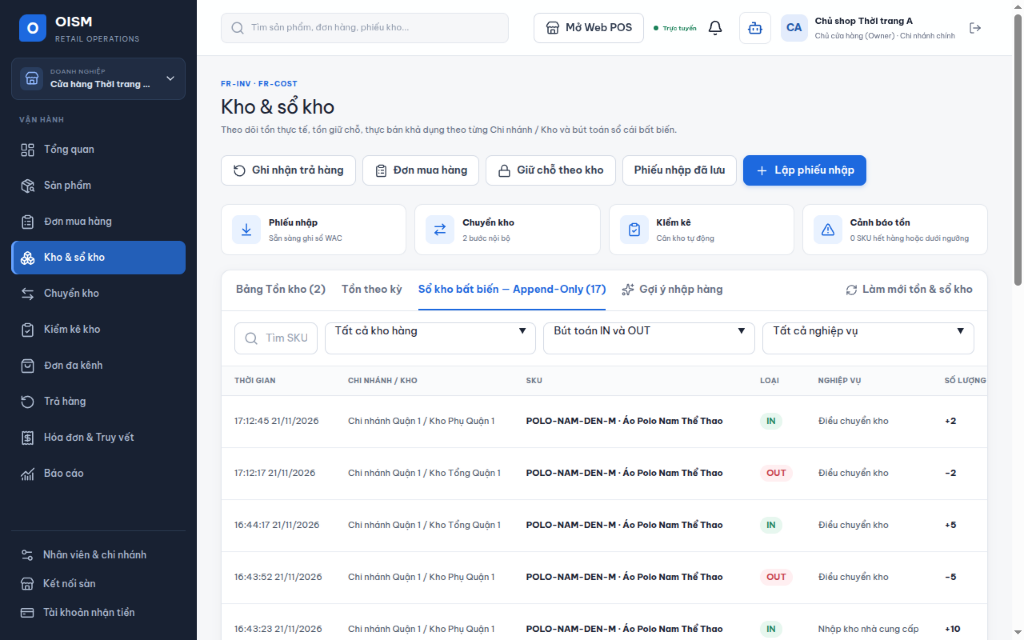 OISM
RETAIL OPERATIONS
DOANH NGHIỆP
Cửa hàng Thời trang ...
VẬN HÀNH
Tổng quan
Sản phẩm
Đơn mua hàng
Kho & sổ kho
Chuyển kho
Kiểm kê kho
Đơn đa kênh
Trả hàng
Hóa đơn & Truy vết
Báo cáo
Nhân viên & chi nhánh
Kết nối sàn
Tài khoản nhận tiền
Tìm sản phẩm, đơn hàng, phiếu kho...
Mở Web POS
Trực tuyến
CA
Chủ shop Thời trang A
Chủ cửa hàng (Owner) · Chi nhánh chính
FR-INV · FR-COST
Kho & sổ kho
Theo dõi tồn thực tế, tồn giữ chỗ, thực bán khả dụng theo từng Chi nhánh / Kho và bút toán sổ cái bất biến.
Ghi nhận trả hàng
Đơn mua hàng
Giữ chỗ theo kho
Phiếu nhập đã lưu
Lập phiếu nhập
Phiếu nhập
Sẵn sàng ghi sổ WAC
Chuyển kho
2 bước nội bộ
Kiểm kê
Cân kho tự động
Cảnh báo tồn
0 SKU hết hàng hoặc dưới ngưỡng
Bảng Tồn kho (2)
Tồn theo kỳ
Sổ kho bất biến — Append-Only (17)
Gợi ý nhập hàng
Làm mới tồn & sổ kho
Tìm SKU
Tất cả kho hàng
Bút toán IN và OUT
Tất cả nghiệp vụ
THỜI GIAN CHI NHÁNH / KHO SKU LOẠI NGHIỆP VỤ SỐ LƯỢNG
17:12:45 21/11/2026 Chi nhánh Quận 1 / Kho Phụ Quận 1 POLO-NAM-DEN-M · Áo Polo Nam Thể Thao IN Điều chuyển kho +2
17:12:17 21/11/2026 Chi nhánh Quận 1 / Kho Tổng Quận 1 POLO-NAM-DEN-M · Áo Polo Nam Thể Thao OUT Điều chuyển kho -2
16:44:17 21/11/2026 Chi nhánh Quận 1 / Kho Tổng Quận 1 POLO-NAM-DEN-M · Áo Polo Nam Thể Thao IN Điều chuyển kho +5
16:43:52 21/11/2026 Chi nhánh Quận 1 / Kho Phụ Quận 1 POLO-NAM-DEN-M · Áo Polo Nam Thể Thao OUT Điều chuyển kho -5
16:43:23 21/11/2026 Chi nhánh Quận 1 / Kho Phụ Quận 1 POLO-NAM-DEN-M · Áo Polo Nam Thể Thao IN Nhập kho nhà cung cấp +10